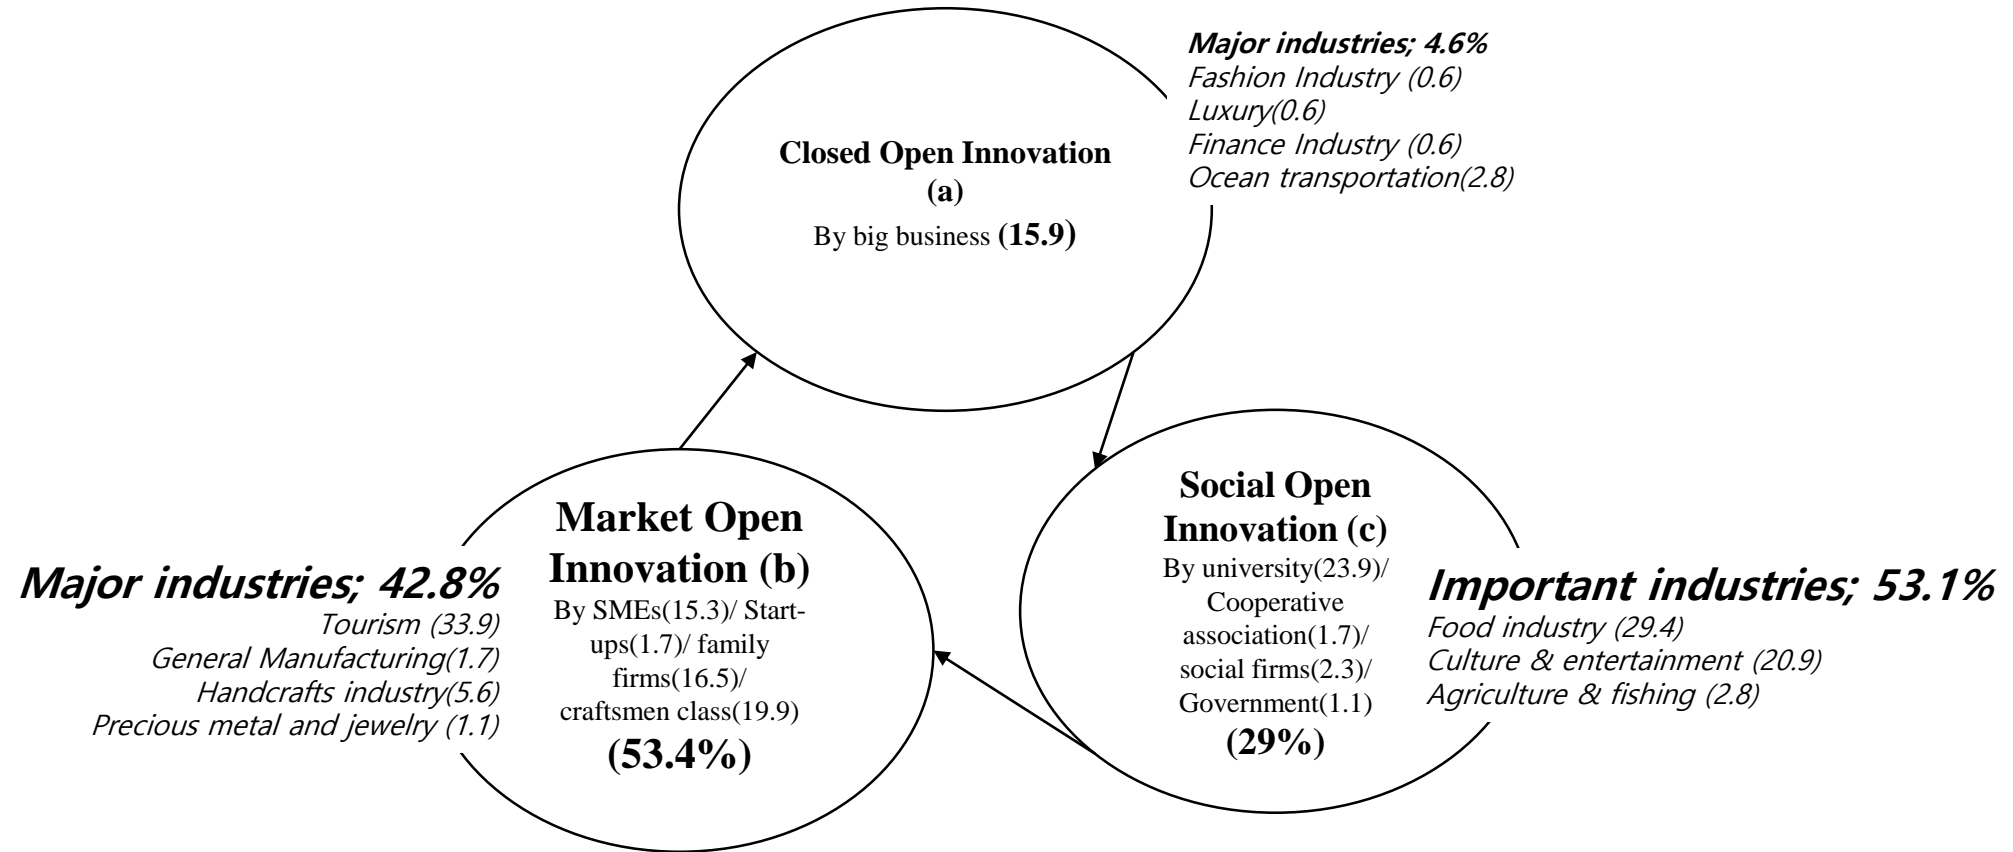 Major industries; 4.6%
Fashion Industry (0.6)
Luxury(0.6)
Finance Industry (0.6)
Ocean transportation(2.8)
Closed Open Innovation
(a)
By big business (15.9)
Market Open
Innovation (b)
By SMEs(15.3)/ Start-
ups(1.7)/ family
firms(16.5)/
craftsmen class(19.9)
(53.4%)
Major industries; 42.8%
Tourism (33.9)
General Manufacturing(1.7)
Handcrafts industry(5.6)
Precious metal and jewelry (1.1)
Social Open
Innovation (c)
By university(23.9)/
Cooperative
association(1.7)/
social firms(2.3)/
Government(1.1)
(29%)
Important industries; 53.1%
Food industry (29.4)
Culture & entertainment (20.9)
Agriculture & fishing (2.8)